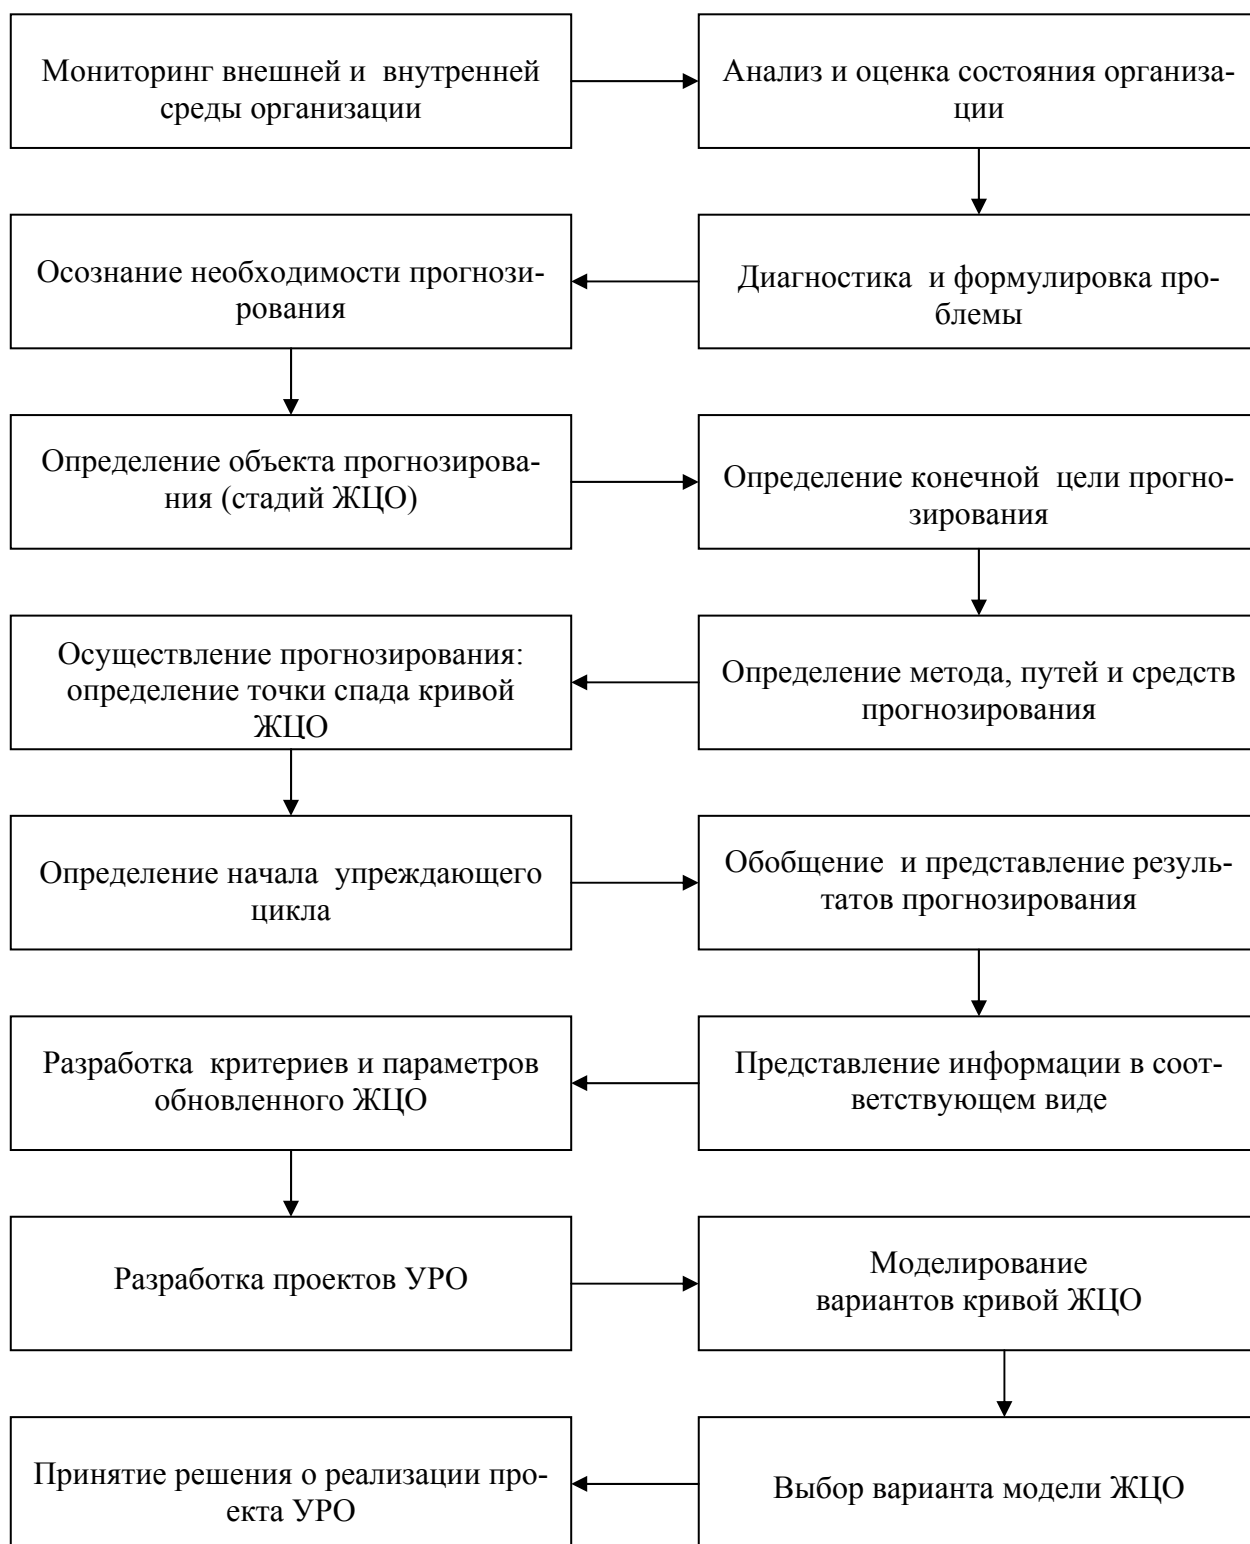 Мониторинг внешней и внутренней
среды организации
Анализ и оценка состояния организа-
ции
Осознание необходимости прогнози-
рования
Диагностика и формулировка про-
блемы
Определение объекта прогнозирова-
ния (стадий ЖЦО)
Определение конечной цели прогно-
зирования
Осуществление прогнозирования:
определение точки спада кривой
ЖЦО
Определение метода, путей и средств
прогнозирования
Определение начала упреждающего
цикла
Обобщение и представление резуль-
татов прогнозирования
Разработка критериев и параметров
обновленного ЖЦО
Представление информации в соот-
ветствующем виде
Разработка проектов УРО
Моделирование
вариантов кривой ЖЦО
Принятие решения о реализации про-
екта УРО
Выбор варианта модели ЖЦО